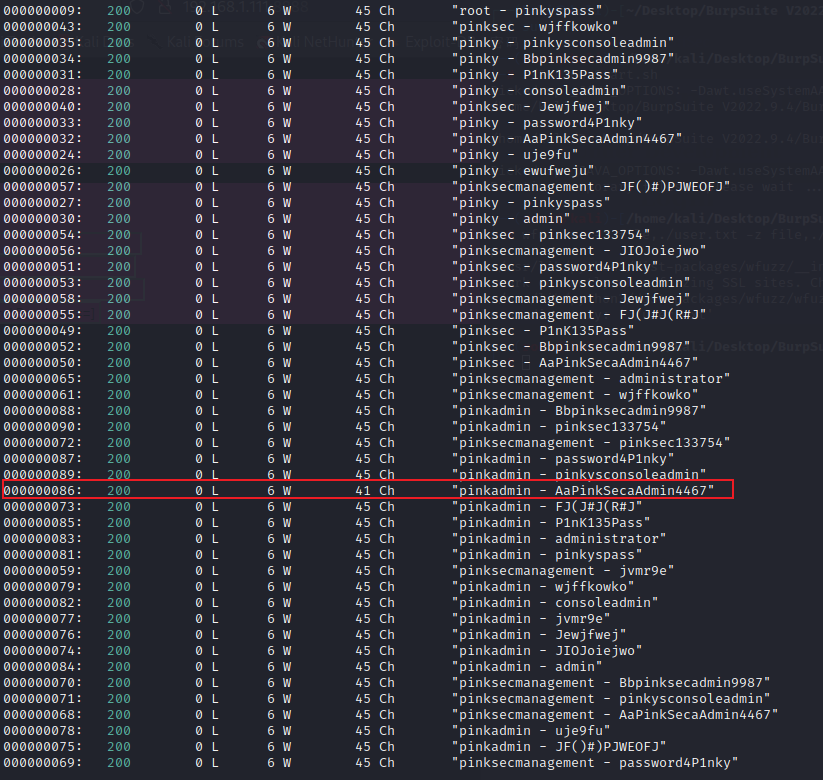 000000009: 200 0 L 6 W 45 Ch "root - pinkyspass"
000000043: 200 0 L 6 W 45 Ch "pinksec - wjffkowko"
000000035: 200 0 L 6 W 45 Ch "pinky - pinkysconsoleadmin"
000000034: 200 0 L 6 W 45 Ch "pinky - Bbpinksecadmin9987"
000000031: 200 0 L 6 W 45 Ch "pinky - P1nK135Pass"
000000028: 200 0 L 6 W 45 Ch "pinky - consoleadmin"
000000040: 200 0 L 6 W 45 Ch "pinksec - Jewjfwej"
000000033: 200 0 L 6 W 45 Ch "pinky - password4P1nky"
000000032: 200 0 L 6 W 45 Ch "pinky - AaPinkSecaAdmin4467"
000000024: 200 0 L 6 W 45 Ch "pinky - uje9fu"
000000026: 200 0 L 6 W 45 Ch "pinky - ewufweju"
000000057: 200 0 L 6 W 45 Ch "pinksecmanagement - JF()#)PJWEOFJ"
000000027: 200 0 L 6 W 45 Ch "pinky - pinkyspass"
000000030: 200 0 L 6 W 45 Ch "pinky - admin"
000000054: 200 0 L 6 W 45 Ch "pinksec - pinksec133754"
000000056: 200 0 L 6 W 45 Ch "pinksecmanagement - JIOJoiejwo"
000000051: 200 0 L 6 W 45 Ch "pinksec - password4P1nky"
000000053: 200 0 L 6 W 45 Ch "pinksec - pinkysconsoleadmin"
000000058: 200 0 L 6 W 45 Ch "pinksecmanagement - Jewjfwej"
000000055: 200 0 L 6 W 45 Ch "pinksecmanagement - FJ(J#J(R#J"
000000049: 200 0 L 6 W 45 Ch "pinksec - P1nK135Pass"
000000052: 200 0 L 6 W 45 Ch "pinksec - Bbpinksecadmin9987"
000000050: 200 0 L 6 W 45 Ch "pinksec - AaPinkSecaAdmin4467"
000000065: 200 0 L 6 W 45 Ch "pinksecmanagement - administrator"
000000061: 200 0 L 6 W 45 Ch "pinksecmanagement - wjffkowko"
000000088: 200 0 L 6 W 45 Ch "pinkadmin - Bbpinksecadmin9987"
000000090: 200 0 L 6 W 45 Ch "pinkadmin - pinksec133754"
000000072: 200 0 L 6 W 45 Ch "pinksecmanagement - pinksec133754"
000000087: 200 0 L 6 W 45 Ch "pinkadmin - password4P1nky"
000000089: 200 0 L 6 W 45 Ch "pinkadmin - pinkysconsoleadmin"
000000086: 200 0 L 6 W 41 Ch "pinkadmin - AaPinkSecaAdmin4467"
000000073: 200 0 L 6 W 45 Ch "pinkadmin - FJ(J#J(R#J"
000000085: 200 0 L 6 W 45 Ch "pinkadmin - P1nK135Pass"
000000083: 200 0 L 6 W 45 Ch "pinkadmin - administrator"
000000081: 200 0 L 6 W 45 Ch "pinkadmin - pinkyspass"
000000059: 200 0 L 6 W 45 Ch "pinksecmanagement - jvmr9e"
000000079: 200 0 L 6 W 45 Ch "pinkadmin - wjffkowko"
000000082: 200 0 L 6 W 45 Ch "pinkadmin - consoleadmin"
000000077: 200 0 L 6 W 45 Ch "pinkadmin - jvmr9e"
000000076: 200 0 L 6 W 45 Ch "pinkadmin - Jewjfwej"
000000074: 200 0 L 6 W 45 Ch "pinkadmin - JIOJoiejwo"
000000084: 200 0 L 6 W 45 Ch "pinkadmin - admin"
000000070: 200 0 L 6 W 45 Ch "pinksecmanagement - Bbpinksecadmin9987"
000000071: 200 0 L 6 W 45 Ch "pinksecmanagement - pinkysconsoleadmin"
000000068: 200 0 L 6 W 45 Ch "pinksecmanagement - AaPinkSecaAdmin4467"
000000078: 200 0 L 6 W 45 Ch "pinkadmin - uje9fu"
000000075: 200 0 L 6 W 45 Ch "pinkadmin - JF()#)PJWEOFJ"
000000069: 200 0 L 6 W 45 Ch "pinksecmanagement - password4P1nky"